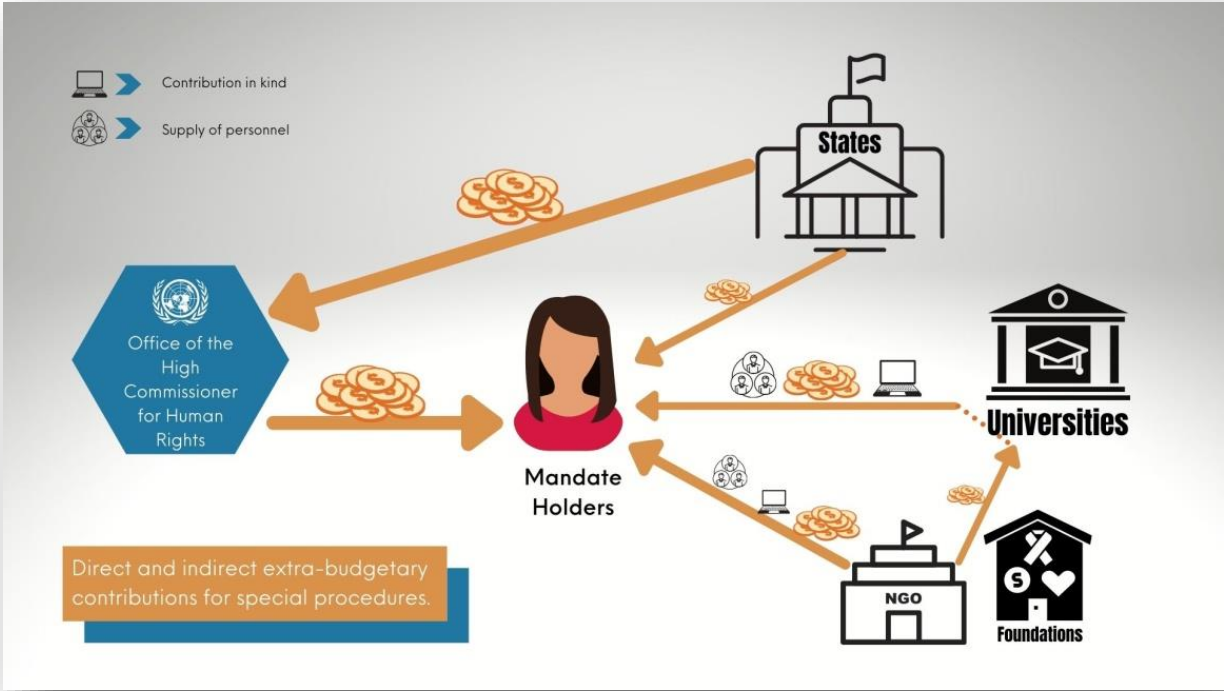 Contribution in kind
Supply of personnel
States
Office of the
High
Commissioner
for Human
Rights
Mandate
Holders
Universities
NGO
Foundations
Direct and indirect extra-budgetary
contributions for special procedures.